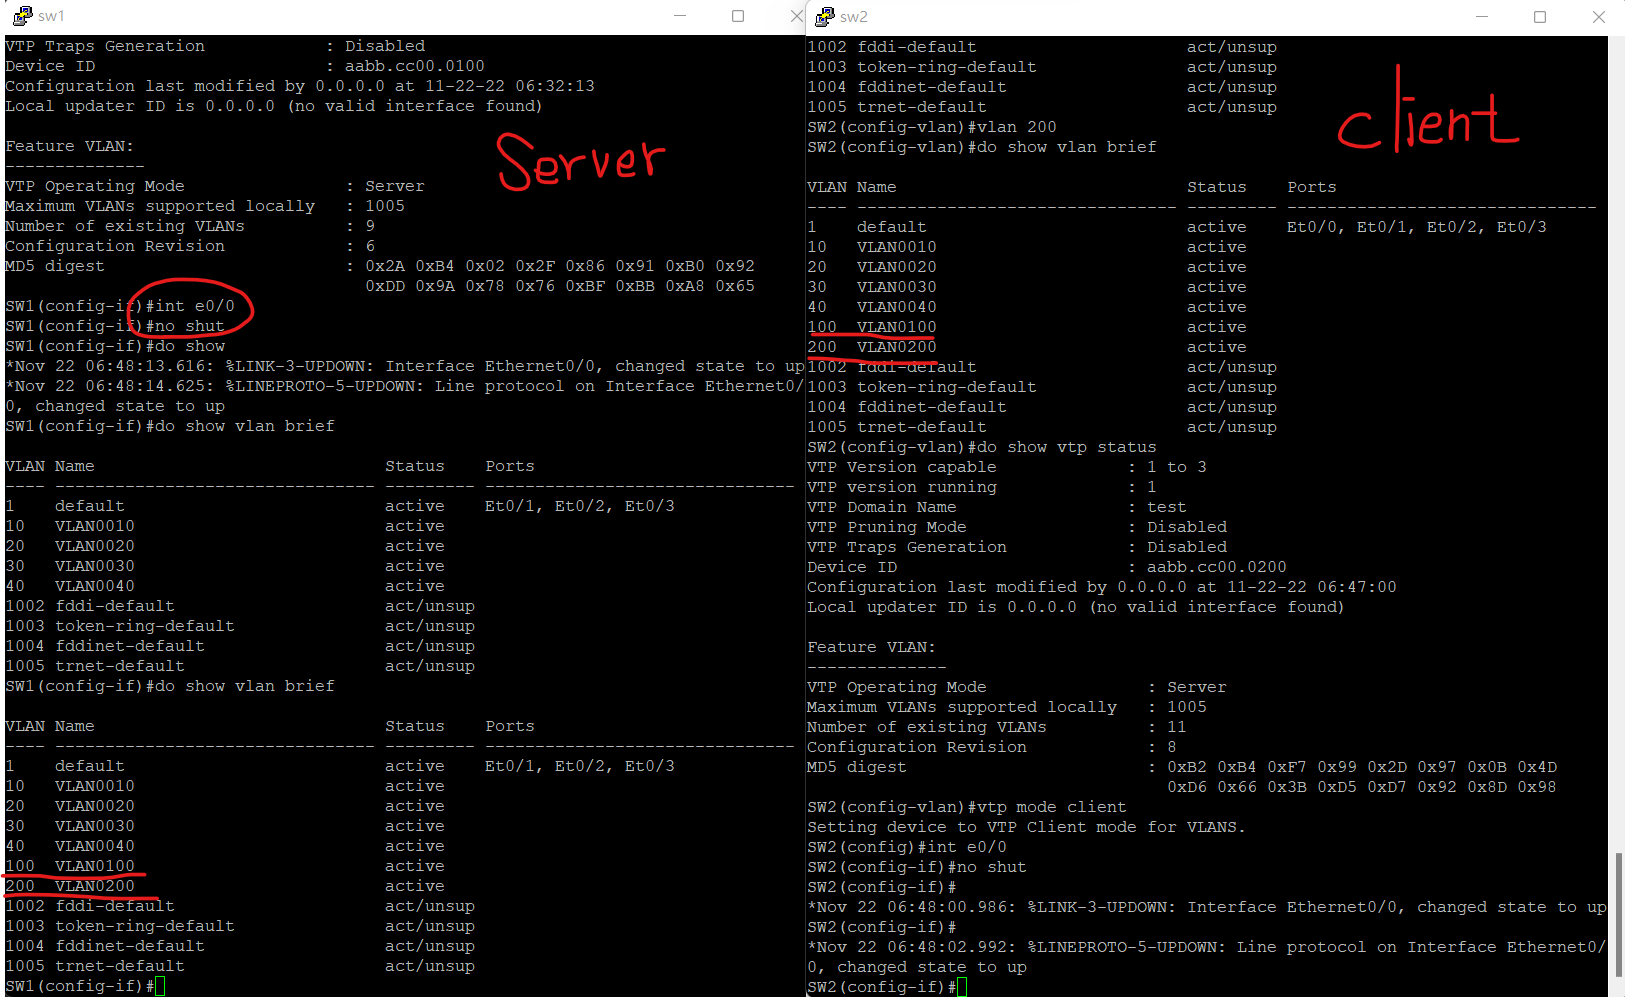 sw1
VTP Traps Generation : Disabled
Device ID : aabb.cc00.0100
Configuration last modified by 0.0.0.0 at 11-22-22 06:32:13
Local updater ID is 0.0.0.0 (no valid interface found)
Server
Feature VLAN:
--------------
VTP Operating Mode : Server
Maximum VLANs supported locally : 1005
Number of existing VLANs : 9
Configuration Revision : 6
MD5 digest : 0x2A 0xB4 0x02 0x2F 0x86 0x91 0xB0 0x92
0xDD 0x9A 0x78 0x76 0xBF 0xBB 0xA8 0x65
SW1(config-if)#int e0/0
SW1(config-if)#no shut
SW1(config-if)#do show
*Nov 22 06:48:13.616: %LINK-3-UPDOWN: Interface Ethernet0/0, changed state to up
*Nov 22 06:48:14.625: %LINEPROTO-5-UPDOWN: Line protocol on Interface Ethernet0/
0, changed state to up
SW1(config-if)#do show vlan brief
VLAN Name Status Ports
---- -------------------------------- --------- -------------------------------
1 default active Et0/1, Et0/2, Et0/3
10 VLAN0010 active
20 VLAN0020 active
30 VLAN0030 active
40 VLAN0040 active
1002 fddi-default act/unsup
1003 token-ring-default act/unsup
1004 fddinet-default act/unsup
1005 trnet-default act/unsup
SW1(config-if)#do show vlan brief
VLAN Name Status Ports
---- -------------------------------- --------- -------------------------------
1 default active Et0/1, Et0/2, Et0/3
10 VLAN0010 active
20 VLAN0020 active
30 VLAN0030 active
40 VLAN0040 active
100 VLAN0100 active
200 VLAN0200 active
1002 fddi-default act/unsup
1003 token-ring-default act/unsup
1004 fddinet-default act/unsup
1005 trnet-default act/unsup
SW1(config-if)#
sw2
1002 fddi-default act/unsup
1003 token-ring-default act/unsup
1004 fddinet-default act/unsup
1005 trnet-default act/unsup
client
SW2(config-vlan)#vlan 200
SW2(config-vlan)#do show vlan brief
VLAN Name Status Ports
---- -------------------------------- --------- -------------------------------
1 default active Et0/0, Et0/1, Et0/2, Et0/3
10 VLAN0010 active
20 VLAN0020 active
30 VLAN0030 active
40 VLAN0040 active
100 VLAN0100 active
200 VLAN0200 active
1002 fddi-default act/unsup
1003 token-ring-default act/unsup
1004 fddinet-default act/unsup
1005 trnet-default act/unsup
SW2(config-vlan)#do show vtp status
VTP Version capable : 1 to 3
VTP version running : 1
VTP Domain Name : test
VTP Pruning Mode : Disabled
VTP Traps Generation : Disabled
Device ID : aabb.cc00.0200
Configuration last modified by 0.0.0.0 at 11-22-22 06:47:00
Local updater ID is 0.0.0.0 (no valid interface found)
Feature VLAN:
--------------
VTP Operating Mode : Server
Maximum VLANs supported locally : 1005
Number of existing VLANs : 11
Configuration Revision : 8
MD5 digest : 0xB2 0xB4 0xF7 0x99 0x2D 0x97 0x0B 0x4D
0xD6 0x66 0x3B 0xD5 0xD7 0x92 0x8D 0x98
SW2(config-vlan)#vtp mode client
Setting device to VTP Client mode for VLANS.
SW2(config)#int e0/0
SW2(config-if)#no shut
SW2(config-if)#
*Nov 22 06:48:00.986: %LINK-3-UPDOWN: Interface Ethernet0/0, changed state to up
SW2(config-if)#
*Nov 22 06:48:02.992: %LINEPROTO-5-UPDOWN: Line protocol on Interface Ethernet0/
0, changed state to up
SW2(config-if)#